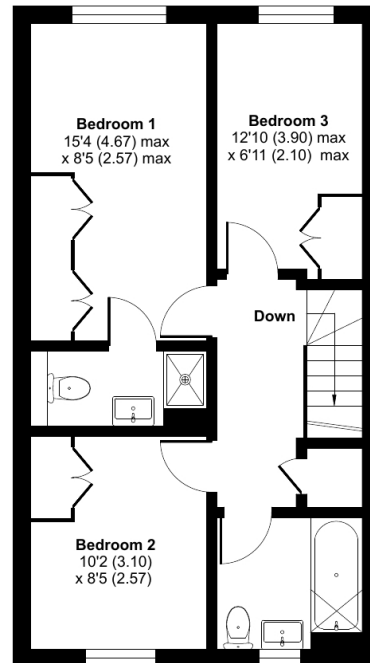 Bedroom 1
15'4 (4.67) max
x 8'5 (2.57) max
Bedroom 3
12'10 (3.90) max
x 6'11 (2.10) max
Down
Bedroom 2
10'2 (3.10)
x 8'5 (2.57)